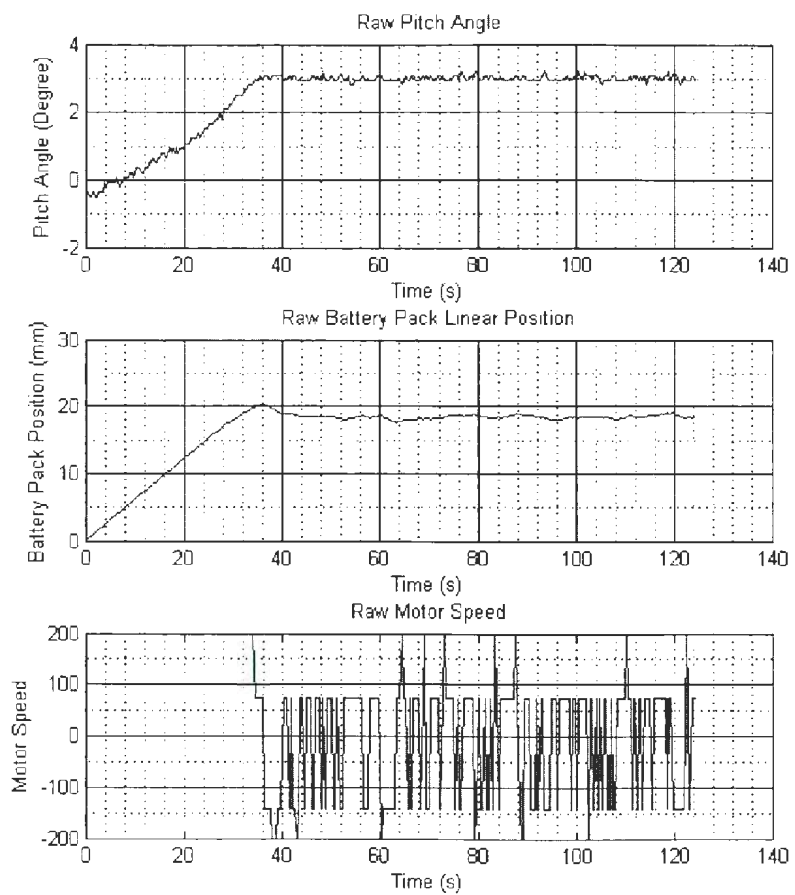 Raw Pitch Angle
Pitch Angle (Degree)
4
2
0
-2
0 20 40 60 80 100 120 140
Time (s)
Raw Battery Pack Linear Position
Battery Pack Position (mm)
30
20
10
0
0 20 40 60 80 100 120 140
Time (s)
Raw Motor Speed
Motor Speed
200
100
0
-100
-200
0 20 40 60 80 100 120 140
Time (s)